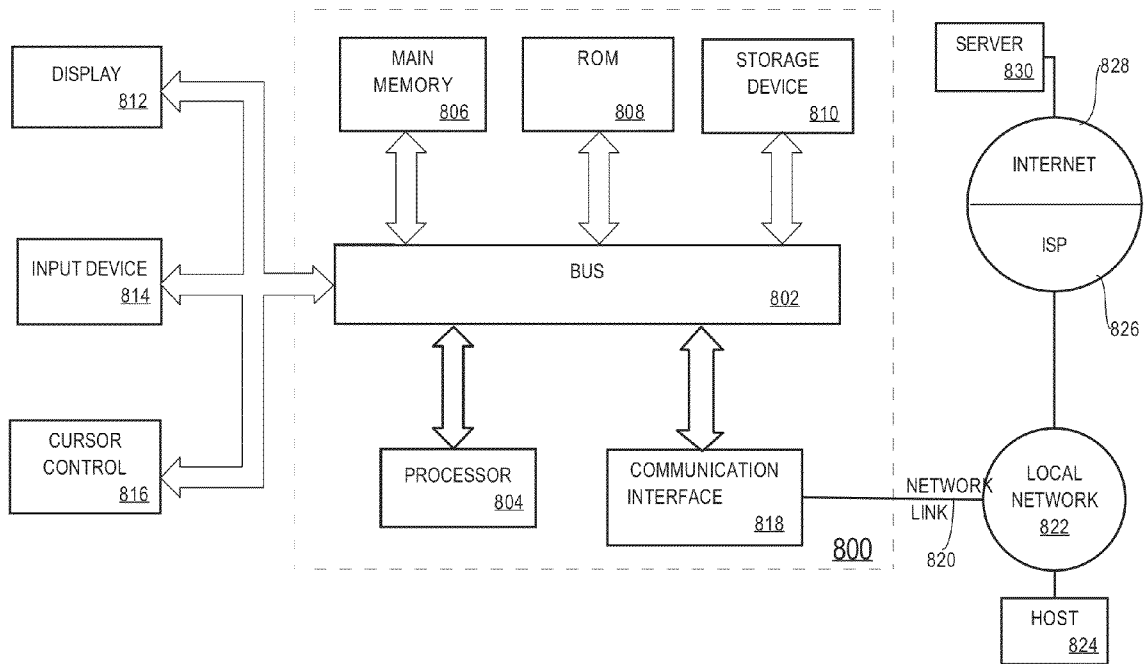 DISPLAY
812
INPUT DEVICE
814
CURSOR
CONTROL
816
MAIN
MEMORY
806
ROM
808
STORAGE
DEVICE
810
BUS
802
PROCESSOR
804
COMMUNICATION
INTERFACE
818
800
SERVER
830
828
INTERNET
ISP
826
NETWORK
LINK
820
LOCAL
NETWORK
822
HOST
824